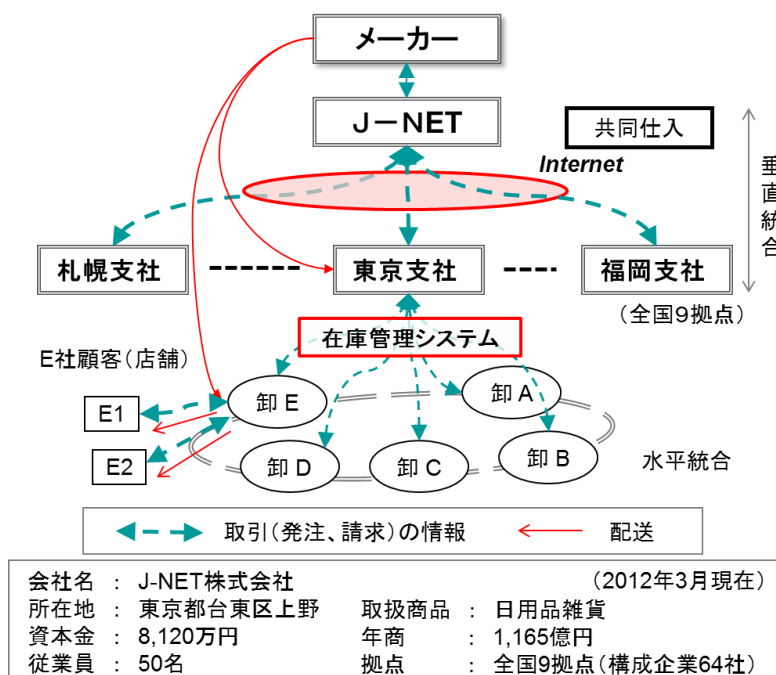 メーカー
J－NET
共同仕入
Internet
垂直統合
札幌支社
東京支社
福岡支社
(全国9拠点)
在庫管理システム
E社顧客(店舗)
卸 E
卸 A
E1
E2
卸 D
卸 C
卸 B
水平統合
取引(発注、請求)の情報
配送
会社名 : J-NET株式会社 (2012年3月現在)
所在地 : 東京都台東区上野 取扱商品 : 日用品雑貨
資本金 : 8,120万円 年商 : 1,165億円
従業員 : 50名 拠点 : 全国9拠点(構成企業64社)